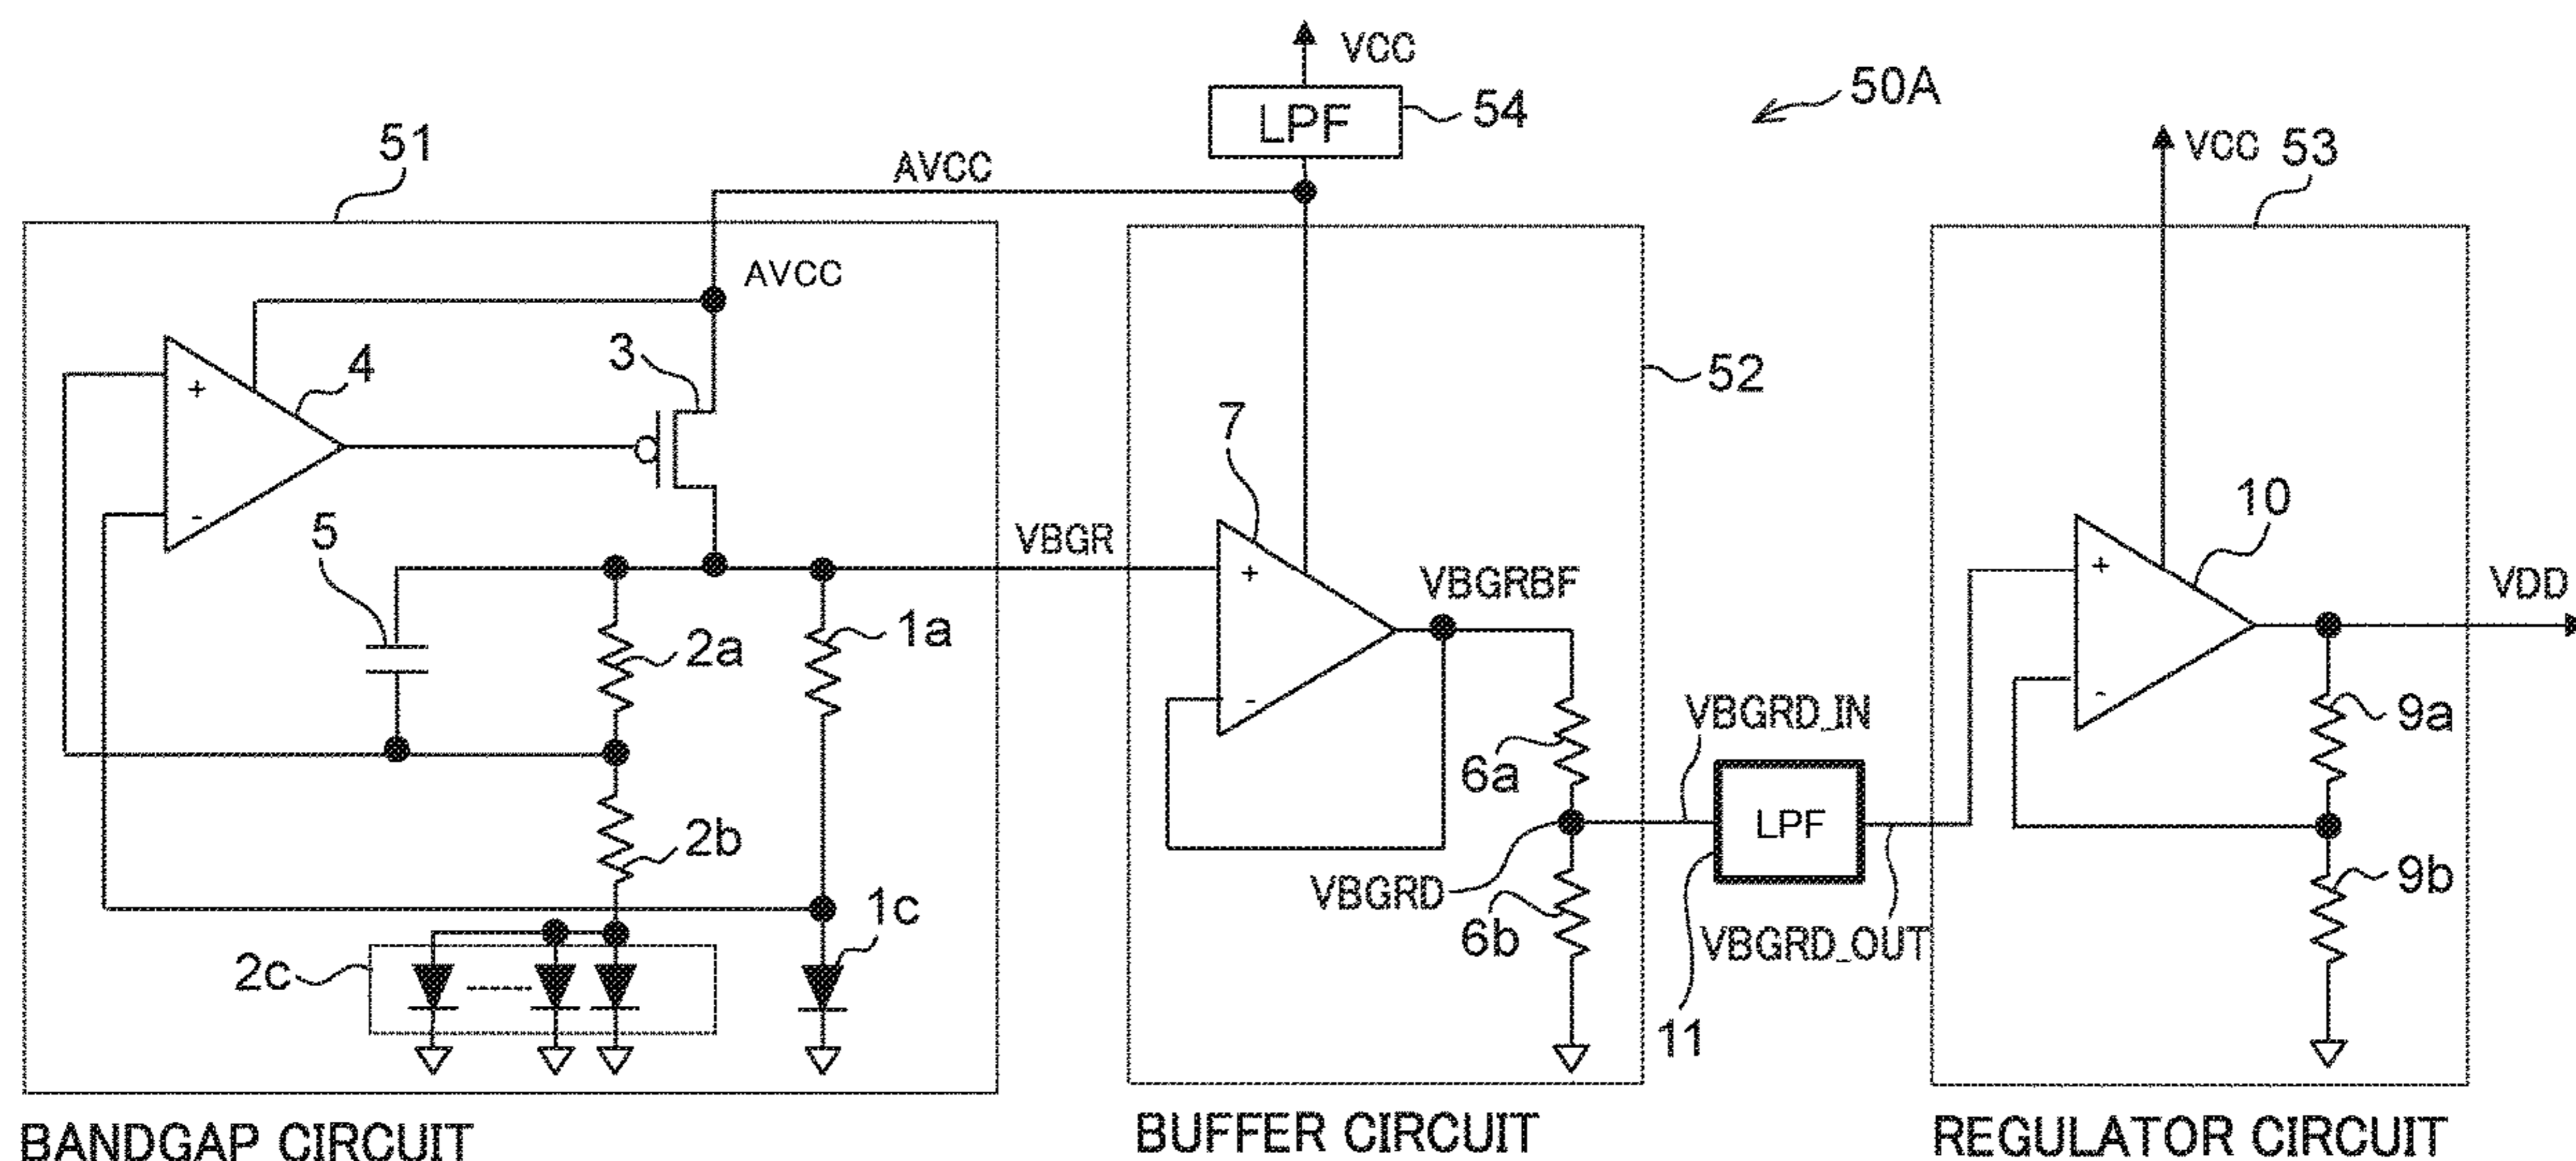 VCC
LPF
54
50A
51
AVCC
VCC
53
AVCC
+
4
3
-
52
7
10
5
VBGR
+
VBGRBF
+
VDD
2a
1a
-
-
VBGRD_IN
9a
6a
2b
LPF
VBGRD
1c
9b
6b
VBGRD_OUT
2c
11
BANDGAP CIRCUIT
BUFFER CIRCUIT
REGULATOR CIRCUIT